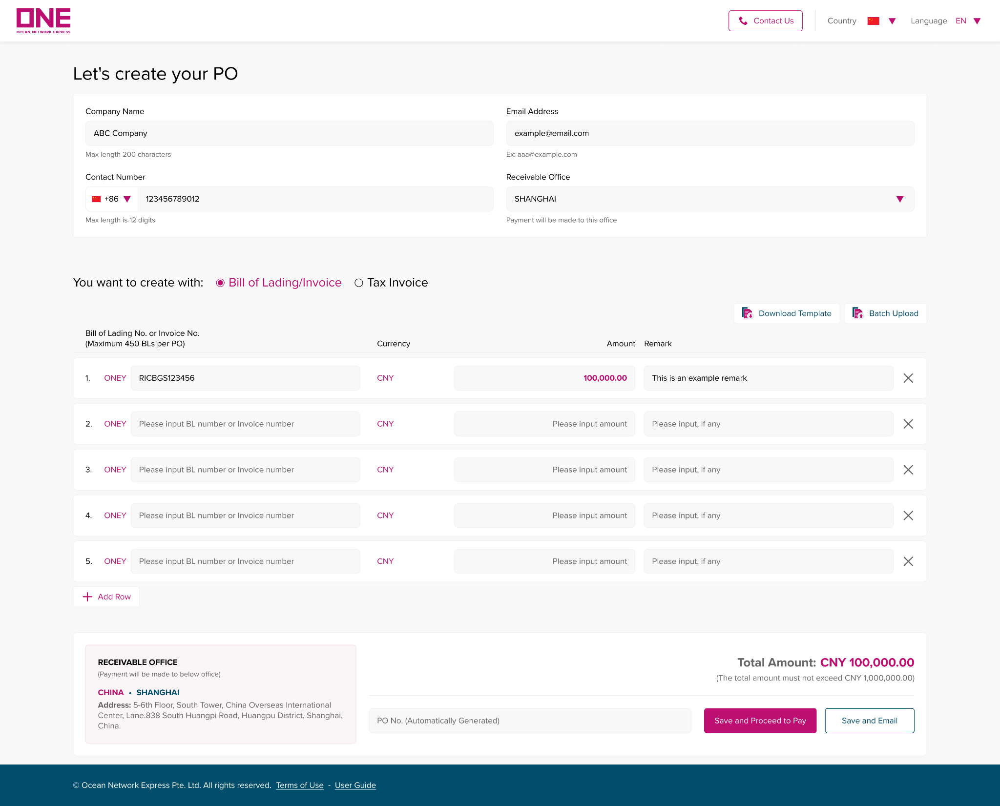 ONE
OCEAN NETWORK EXPRESS
Contact Us
Country
Language EN
Let's create your PO
Company Name
ABC Company
Max length 200 characters
Email Address
example@email.com
Ex: aaa@example.com
Contact Number
+86 123456789012
Max length is 12 digits
Receivable Office
SHANGHAI
Payment will be made to this office
You want to create with: Bill of Lading/Invoice Tax Invoice
Download Template Batch Upload
Bill of Lading No. or Invoice No.
(Maximum 450 BLs per PO) Currency Amount Remark
1. ONEY RICBGS123456 CNY 100,000.00 This is an example remark
2. ONEY Please input BL number or Invoice number CNY Please input amount Please input, if any
3. ONEY Please input BL number or Invoice number CNY Please input amount Please input, if any
4. ONEY Please input BL number or Invoice number CNY Please input amount Please input, if any
5. ONEY Please input BL number or Invoice number CNY Please input amount Please input, if any
Add Row
RECEIVABLE OFFICE
(Payment will be made to below office)
CHINA • SHANGHAI
Address: 5-6th Floor, South Tower, China Overseas International
Center, Lane.838 South Huangpi Road, Huangpu District, Shanghai,
China.
Total Amount: CNY 100,000.00
(The total amount must not exceed CNY 1,000,000.00)
PO No. (Automatically Generated)
Save and Proceed to Pay
Save and Email
© Ocean Network Express Pte. Ltd. All rights reserved. Terms of Use - User Guide